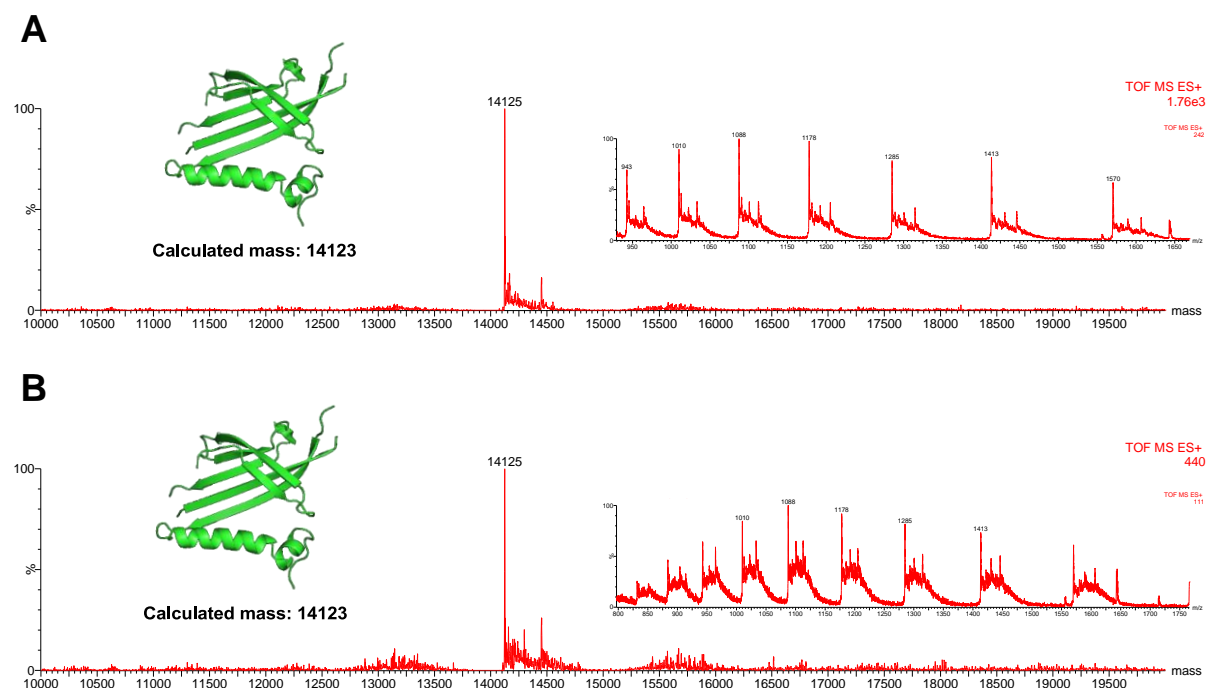 A
TOF MS ES+
1.76e3
TOF MS ES+
242
14125
100
%
0
Calculated mass: 14123
100
%
0
943
1010
1088
1178
1285
1413
1570
950 1000 1050 1100 1150 1200 1250 1300 1350 1400 1450 1500 1550 1600 1650 m/z
10000 10500 11000 11500 12000 12500 13000 13500 14000 14500 15000 15500 16000 16500 17000 17500 18000 18500 19000 19500 mass
B
TOF MS ES+
440
TOF MS ES+
111
14125
100
%
0
Calculated mass: 14123
100
%
0
1010
1088
1178
1285
1413
800 850 900 950 1000 1050 1100 1150 1200 1250 1300 1350 1400 1450 1500 1550 1600 1650 1700 1750 m/z
10000 10500 11000 11500 12000 12500 13000 13500 14000 14500 15000 15500 16000 16500 17000 17500 18000 18500 19000 19500 mass